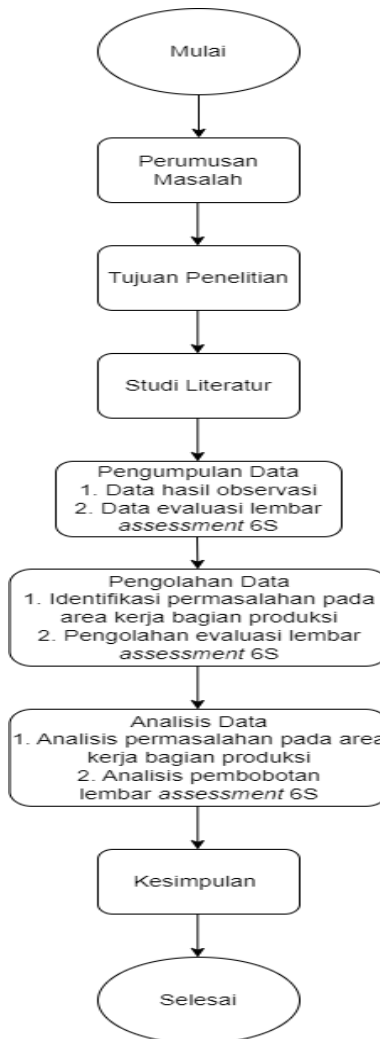 Mulai
Perumusan
Masalah
Tujuan Penelitian
Studi Literatur
Pengumpulan Data
1. Data hasil observasi
2. Data evaluasi lembar
assessment 6S
Pengolahan Data
1. Identifikasi permasalahan pada
area kerja bagian produksi
2. Pengolahan evaluasi lembar
assessment 6S
Analisis Data
1. Analisis permasalahan pada area
kerja bagian produksi
2. Analisis pembobotan
lembar assessment 6S
Kesimpulan
Selesai